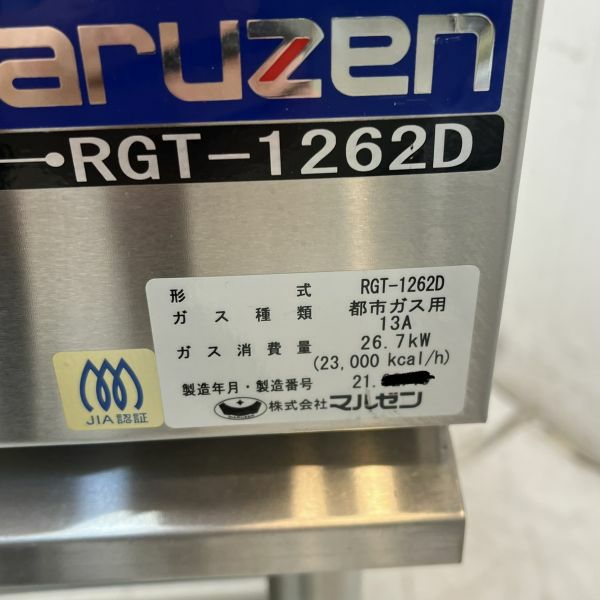 aruzen
RGT-1262D
形式 RGT-1262D
ガス種類 都市ガス用
13A
ガス消費量 26.7kW
(23,000 kcal/h)
製造年月・製造番号 21.
株式会社 マルゼン
JIA認証